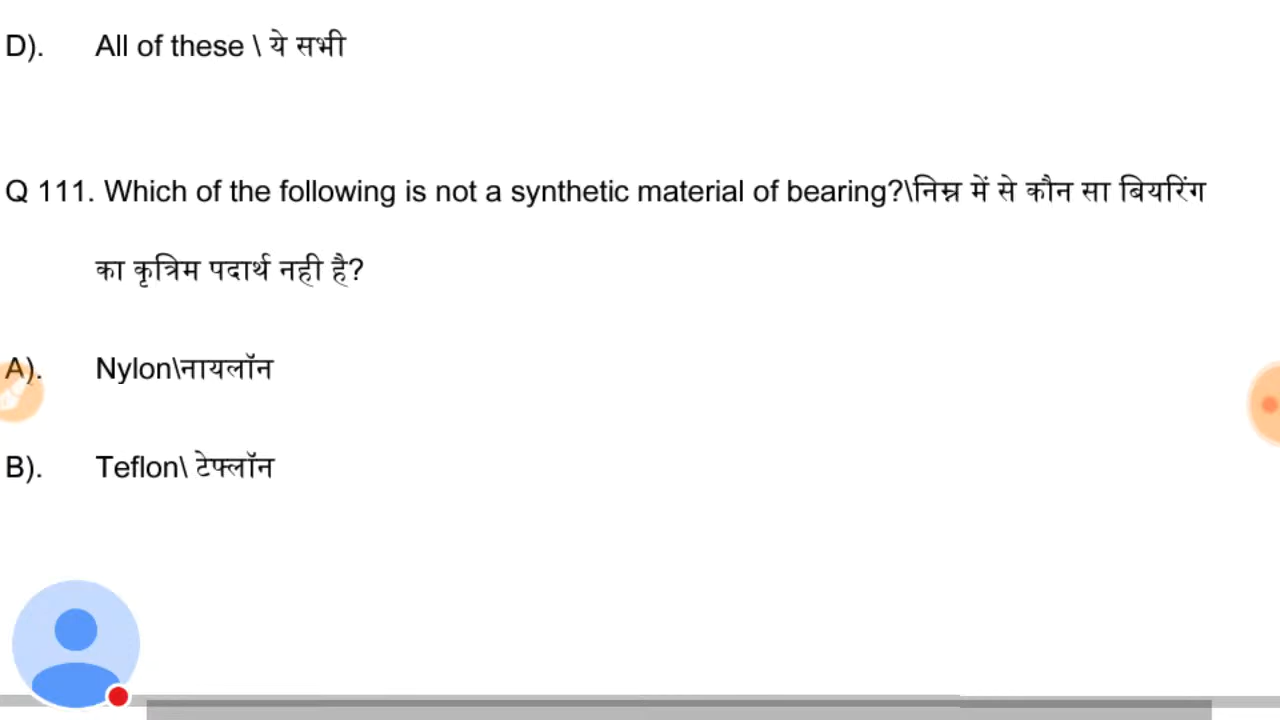 D). All of these \ ये सभी
Q 111. Which of the following is not a synthetic material of bearing?\निम्न में से कौन सा बियरिंग
का कृत्रिम पदार्थ नही है?
A). Nylon\नायलॉन
B). Teflon\ टेफ्लॉन